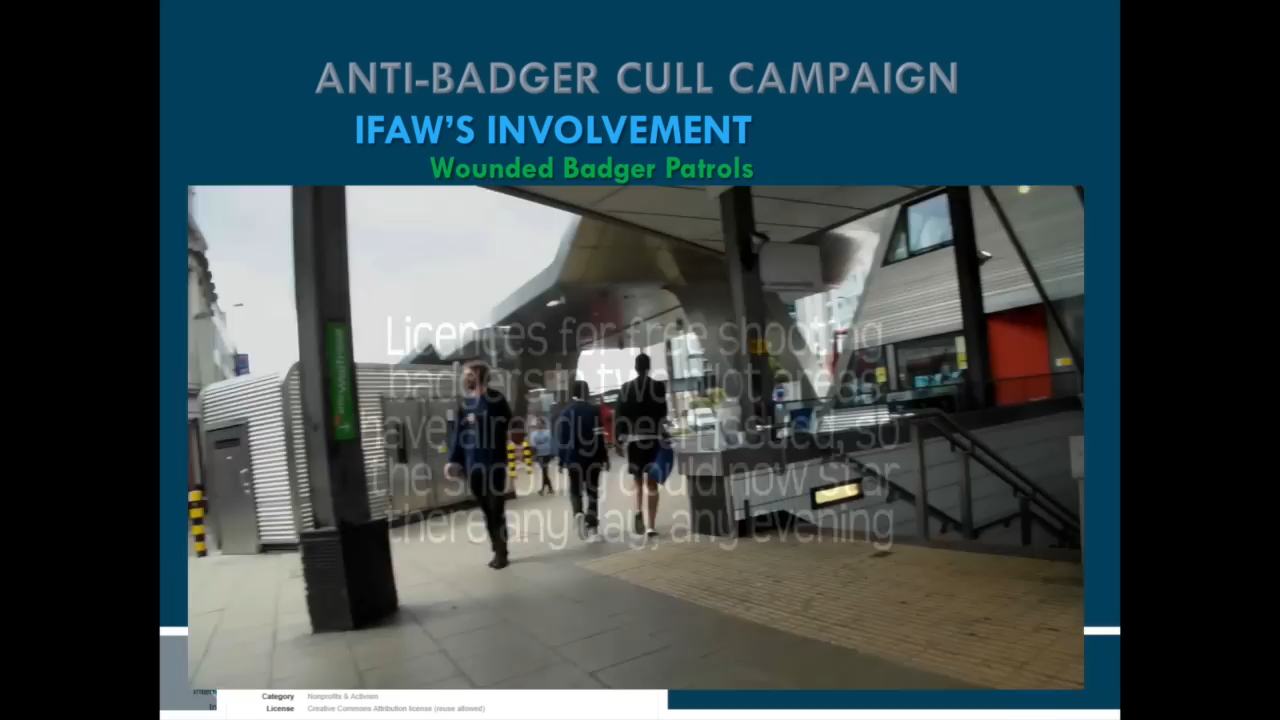 ANTI-BADGER CULL CAMPAIGN
IFAW'S INVOLVEMENT
Wounded Badger Patrols
Licences for free shooting
badgers in two pilot areas
have already been issued, so
the shooting could now star
there any day, any evening
Category Nonprofits & Activism
License Creative Commons Attribution license (reuse allowed)